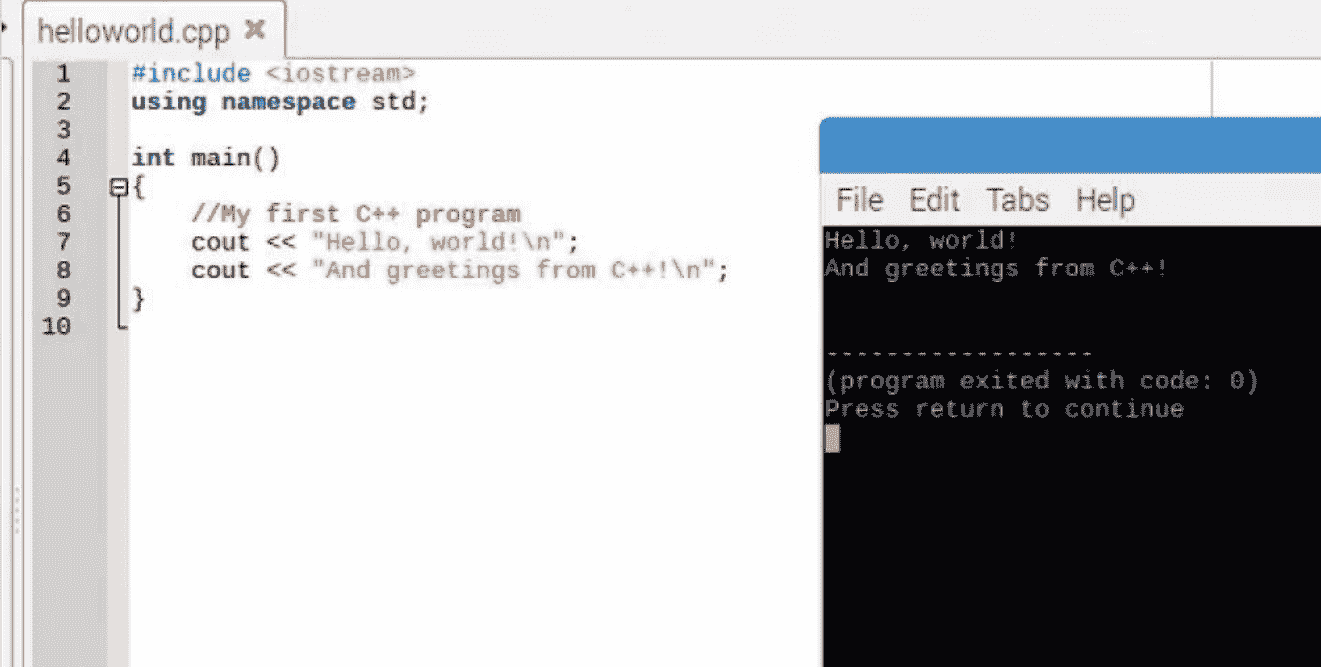 helloworld.cpp
1 #include <iostream>
2 using namespace std;
3
4 int main()
5 {
6     //My first C++ program
7     cout << "Hello, world!\n";
8     cout << "And greetings from C++!\n";
9 }
10
File Edit Tabs Help
Hello, world!
And greetings from C++!
------------------
(program exited with code: 0)
Press return to continue